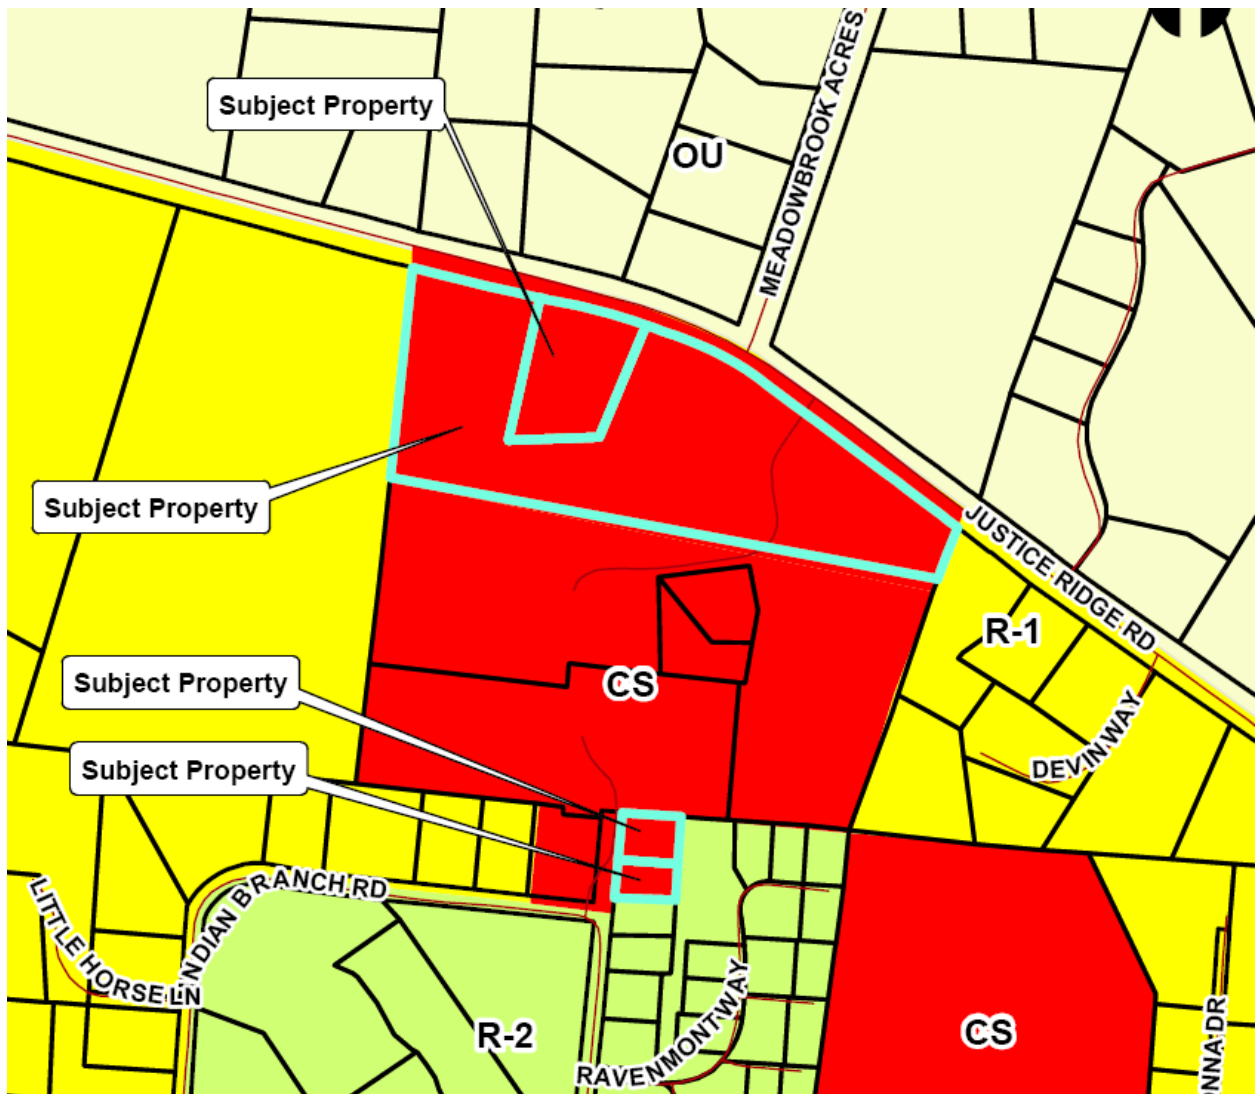 MEADOWBROOK ACRES
Subject Property
OU
Subject Property
JUSTICE RIDGE RD
R-1
Subject Property
CS
DEVIN WAY
Subject Property
INDIAN BRANCH RD
LITTLE HORSE LN
R-2
RAVENMONT WAY
CS